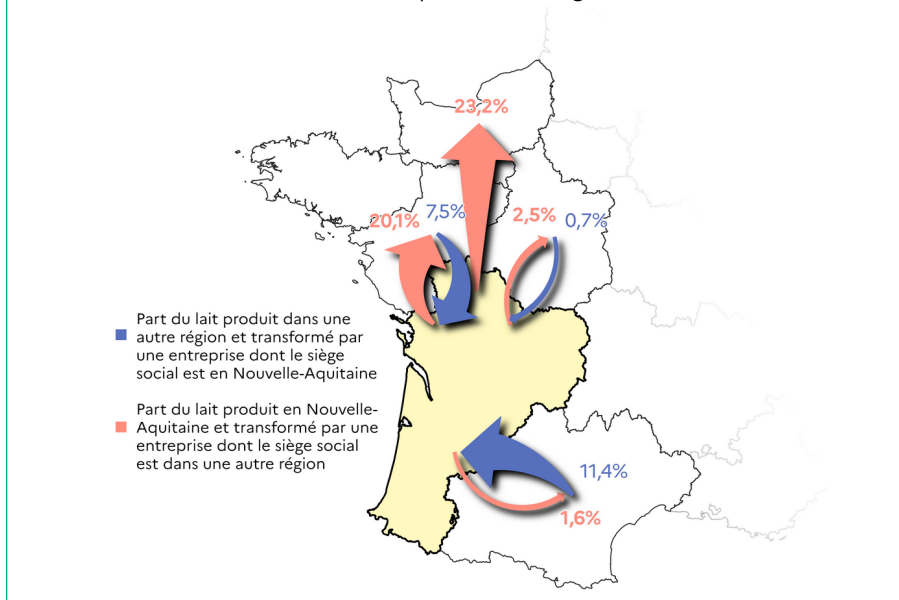 23,2%
20,1%
7,5%
2,5%
0,7%
Part du lait produit dans une
autre région et transformé par
une entreprise dont le siège
social est en Nouvelle-Aquitaine
Part du lait produit en Nouvelle-
Aquitaine et transformé par une
entreprise dont le siège social
est dans une autre région
11,4%
1,6%